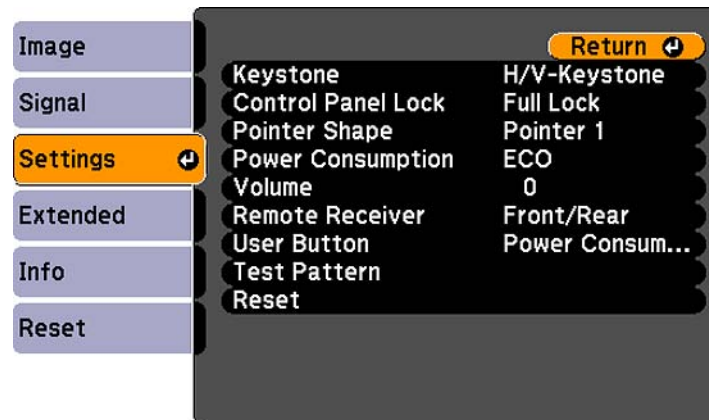 Image
Signal
Settings
Extended
Info
Reset
Return
Keystone H/V-Keystone
Control Panel Lock Full Lock
Pointer Shape Pointer 1
Power Consumption ECO
Volume 0
Remote Receiver Front/Rear
User Button Power Consum...
Test Pattern
Reset